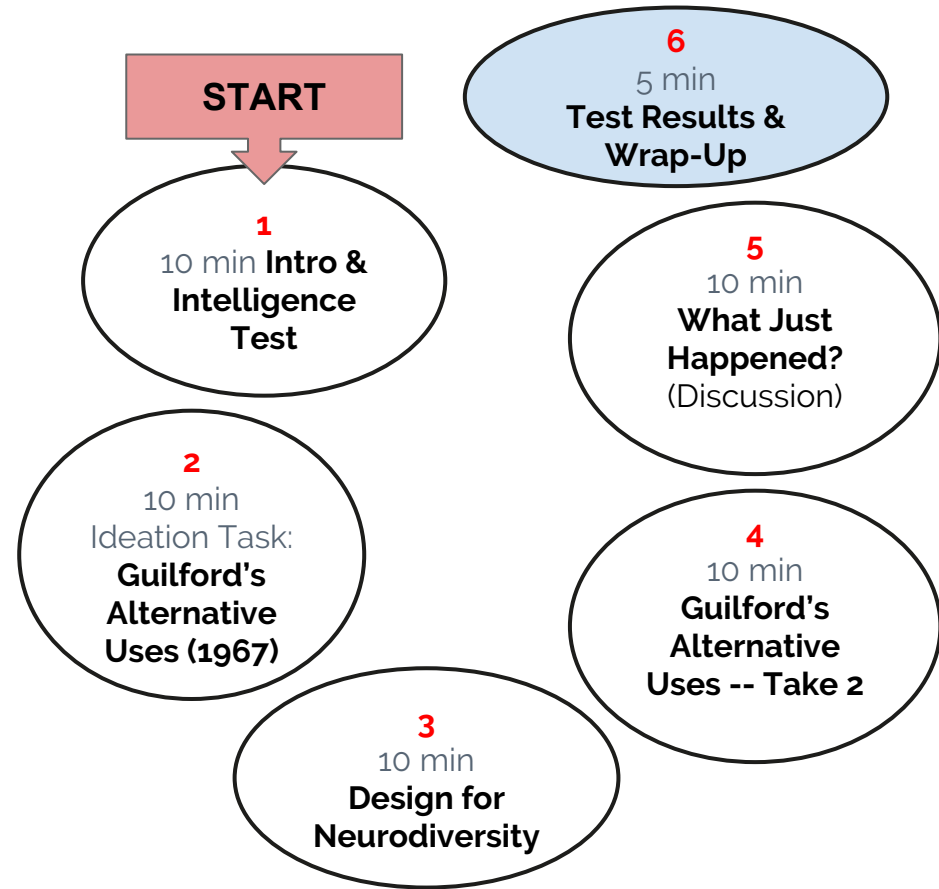 START
1
10 min Intro &
Intelligence
Test
2
10 min
Ideation Task:
Guilford’s
Alternative
Uses (1967)
3
10 min
Design for
Neurodiversity
4
10 min
Guilford’s
Alternative
Uses -- Take 2
5
10 min
What Just
Happened?
(Discussion)
6
5 min
Test Results &
Wrap-Up